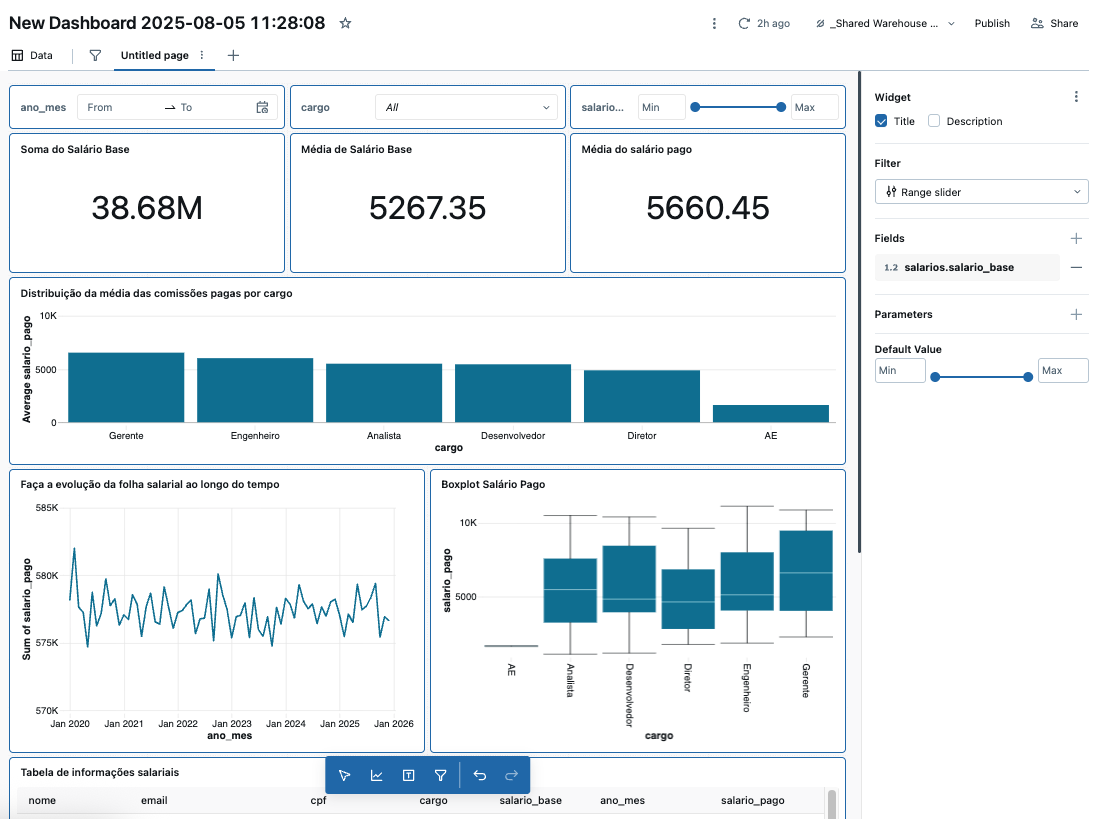 New Dashboard 2025-08-05 11:28:08
2h ago
_Shared Warehouse ...
Publish
Share
Data
Untitled page
ano_mes
From
To
cargo
All
salario...
Min
Max
Soma do Salário Base
38.68M
Média de Salário Base
5267.35
Média do salário pago
5660.45
Distribuição da média das comissões pagas por cargo
Average salario_pago
10K
5000
0
Gerente
Engenheiro
Analista
Desenvolvedor
Diretor
AE
cargo
Faça a evolução da folha salarial ao longo do tempo
Sum of salario_pago
585K
580K
575K
570K
Jan 2020
Jan 2021
Jan 2022
Jan 2023
Jan 2024
Jan 2025
Jan 2026
ano_mes
Boxplot Salário Pago
salario_pago
10K
5000
AE
Analista
Desenvolvedor
Diretor
Engenheiro
Gerente
cargo
Tabela de informações salariais
nome
email
cpf
cargo
salario_base
ano_mes
salario_pago
Widget
Title
Description
Filter
Range slider
Fields
1.2 salarios.salario_base
Parameters
Default Value
Min
Max